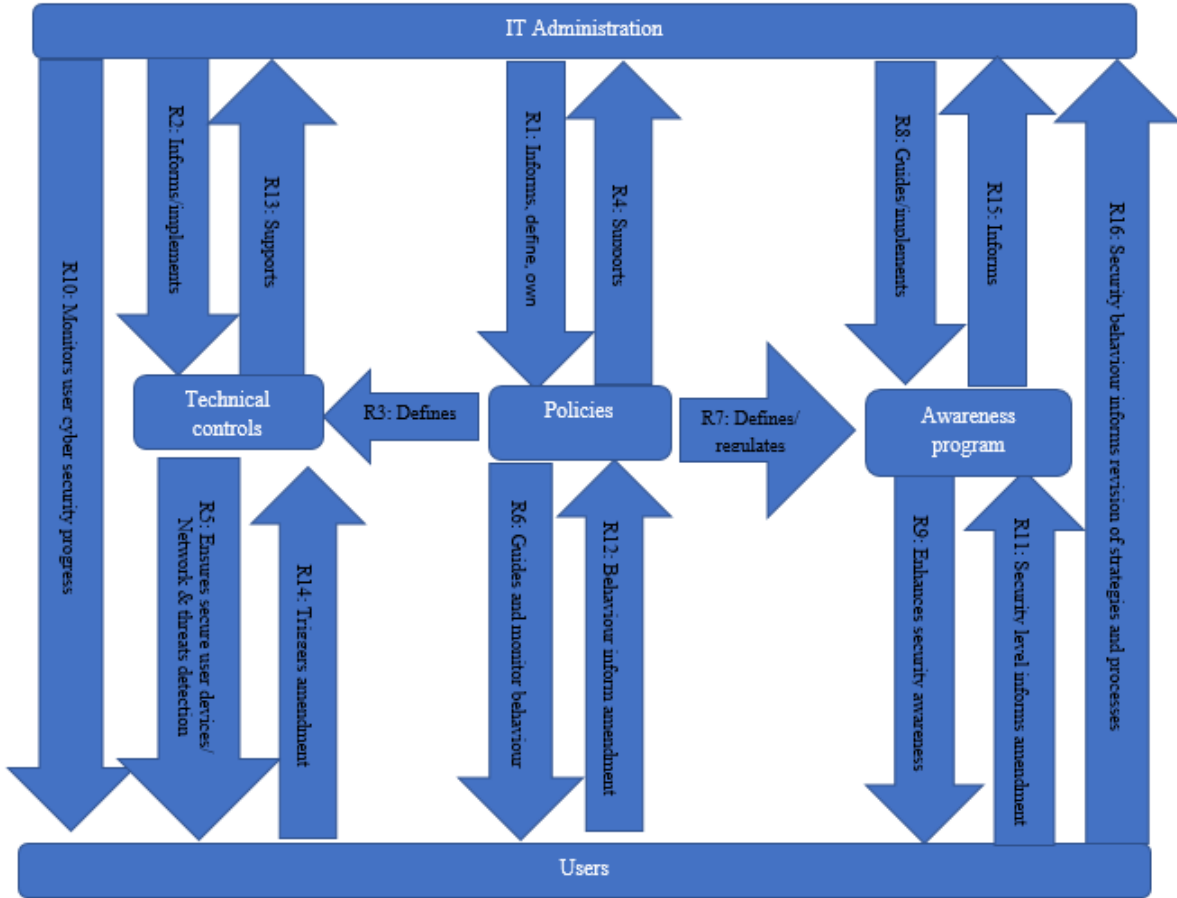 IT Administration
R10: Monitors user cyber security progress
R2: Informs/implements
R13: Supports
R1: Informs, define, own
R4: Supports
R8: Guides/implements
R15: Informs
R16: Security behaviour informs revision of strategies and processes
Technical
controls
R3: Defines
Policies
R7: Defines/
regulates
Awareness
program
R5: Ensures secure user devices/
Network & threats detection
R14: Triggers amendment
R6: Guides and monitor behaviour
R12: Behaviour inform amendment
R9: Enhances security awareness
R11: Security level informs amendment
Users